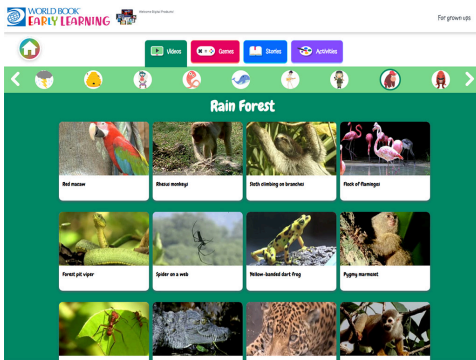 WORLD BOOK
EARLY LEARNING
For grown ups
Videos
Games
Stories
Activities
Rain Forest
Red macaw
Rhesus monkeys
Sloth climbing on branches
Flock of flamingos
Forest pit viper
Spider on a web
Yellow-banded dart frog
Pygmy marmoset